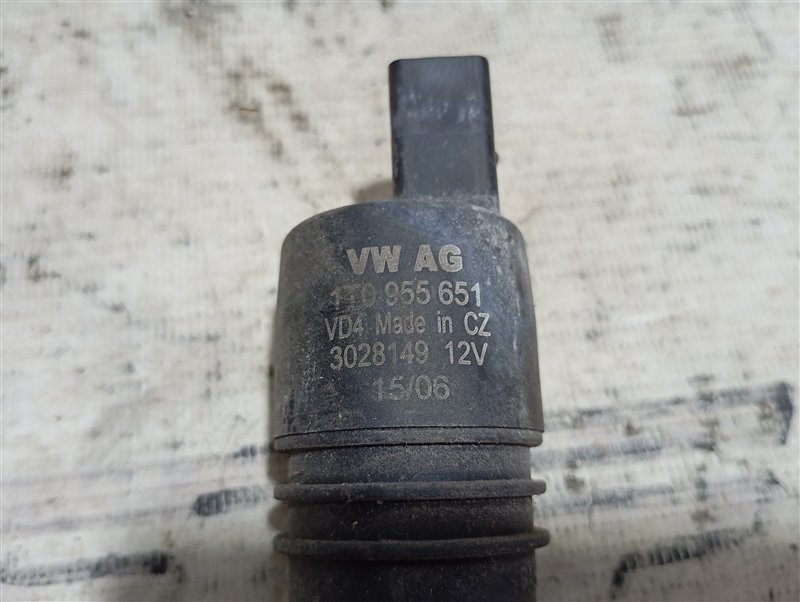 VW AG
1T0 955 651
VD4 Made in CZ
3028149 12V
15/06